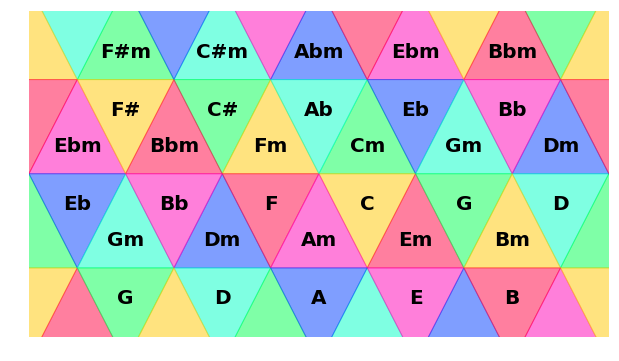 F#m C#m Abm Ebm Bbm
F# C# Ab Eb Bb
Ebm Bbm Fm Cm Gm Dm
Eb Bb F C G D
Gm Dm Am Em Bm
G D A E B